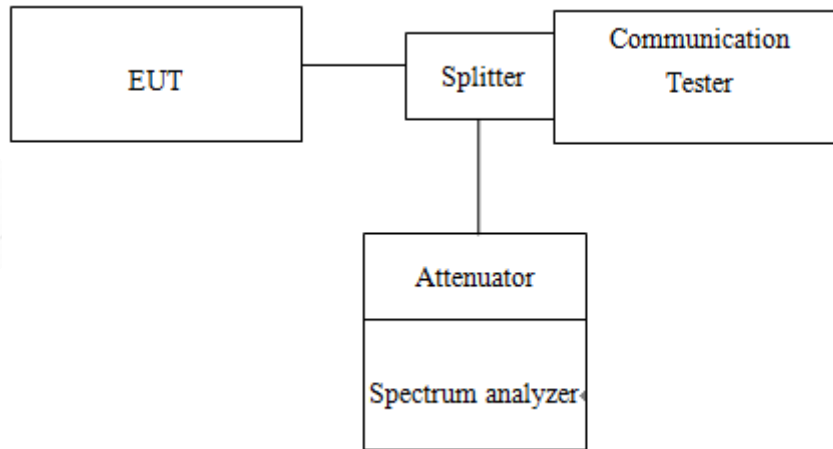 EUT
Splitter
Communication
Tester
Attenuator
Spectrum analyzer